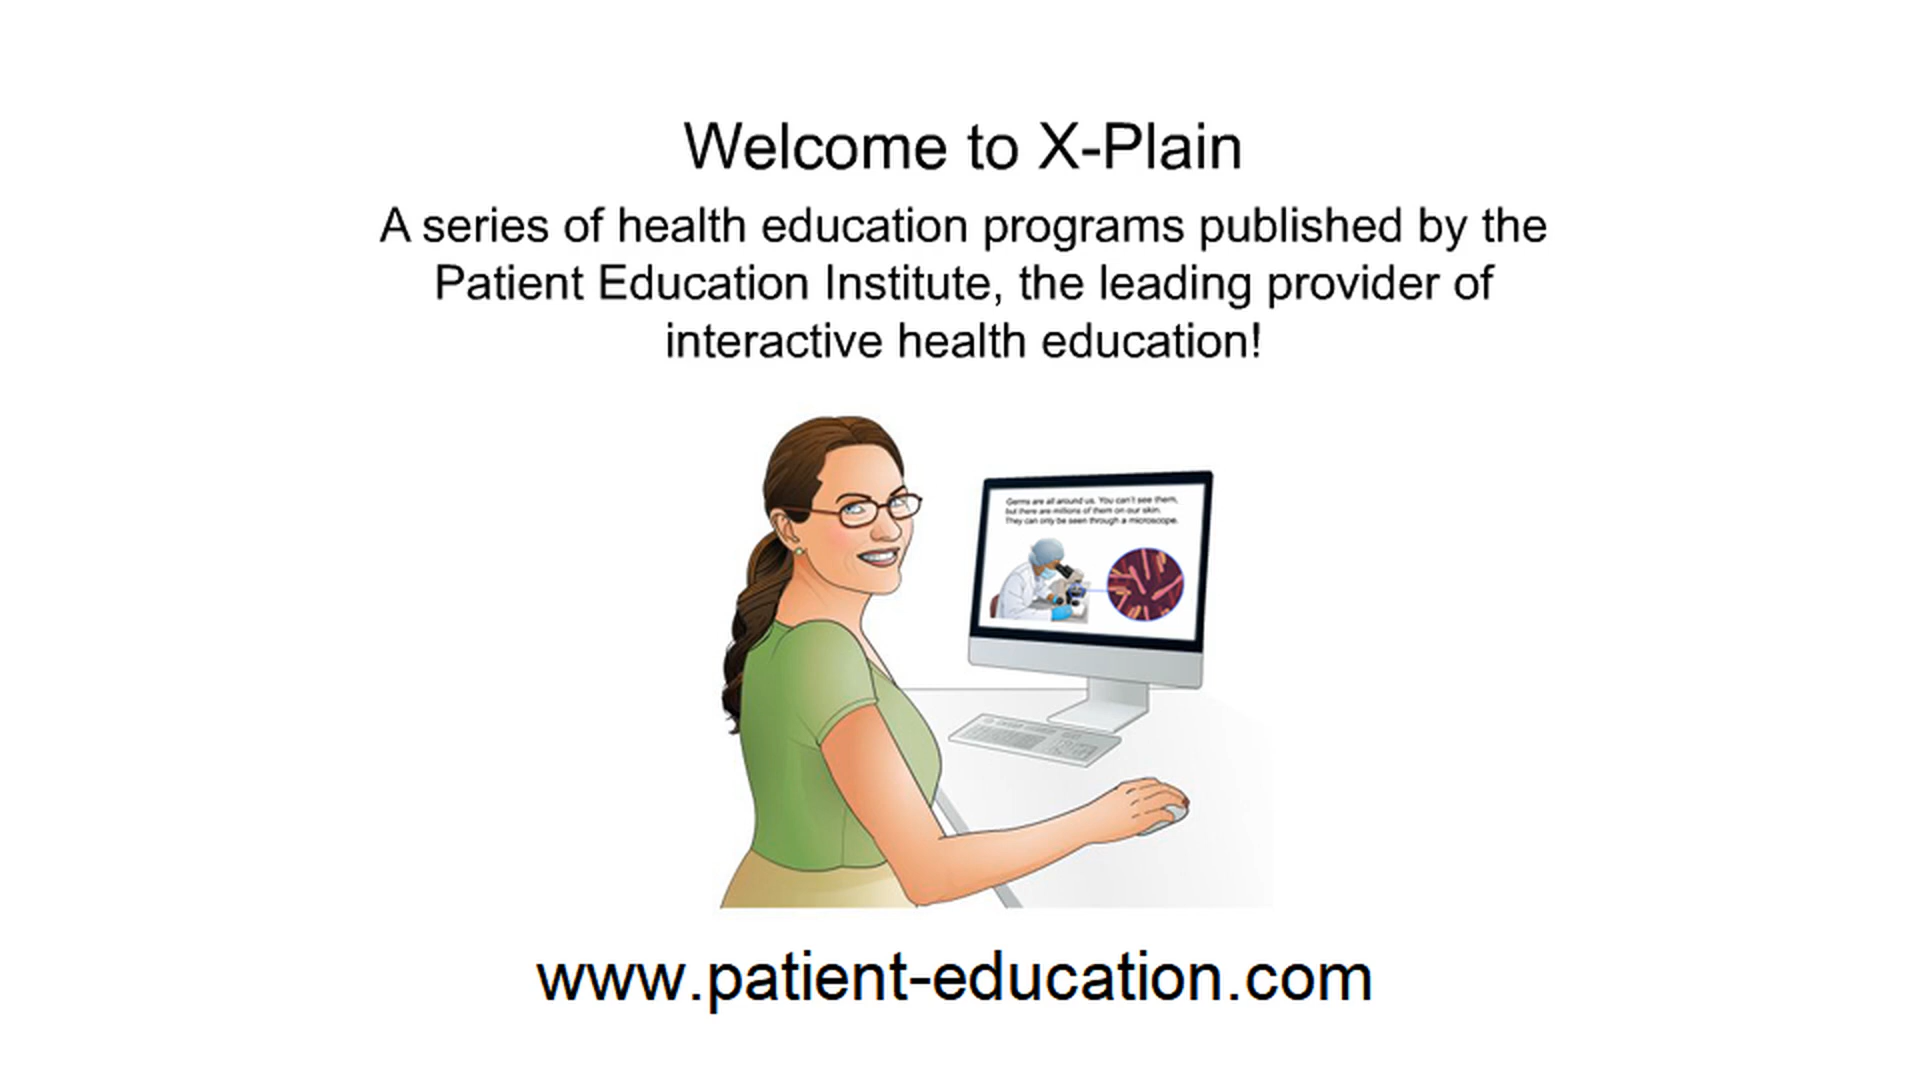 Welcome to X-Plain
A series of health education programs published by the
Patient Education Institute, the leading provider of
interactive health education!
Germs are all around us. You can't see them,
but there are millions of them on our skin.
They can only be seen through a microscope.
www.patient-education.com